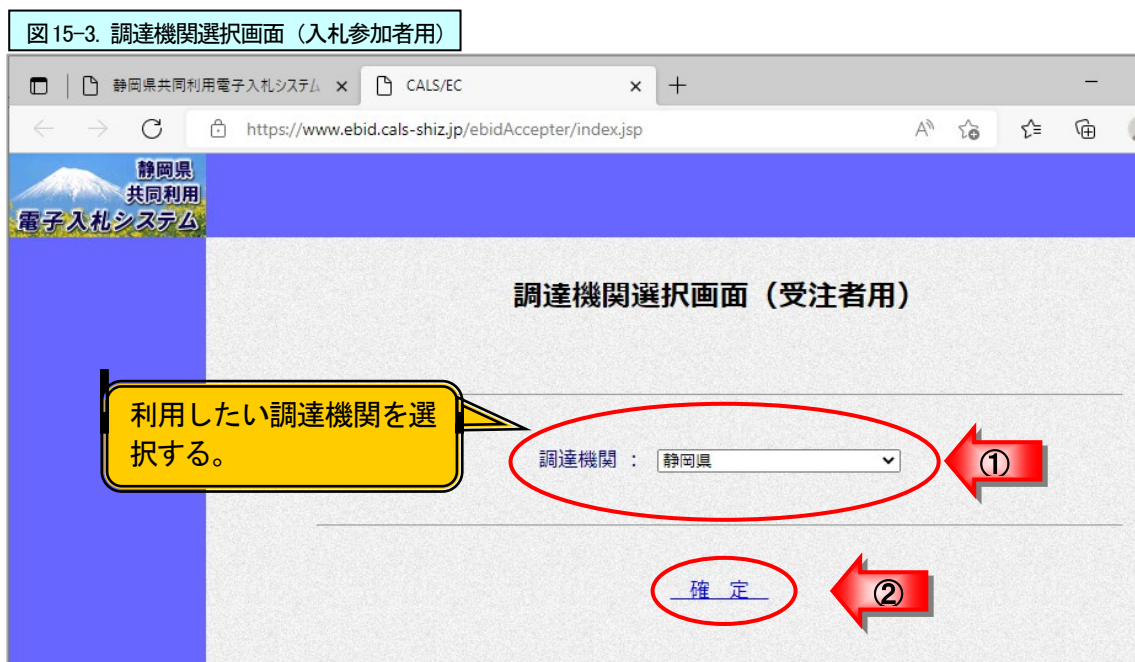 図15-3. 調達機関選択画面（入札参加者用）
静岡県共同利用電子入札システム
CALS/EC
https://www.ebid.cals-shiz.jp/ebidAccepter/index.jsp
静岡県
共同利用
電子入札システム
調達機関選択画面（受注者用）
利用したい調達機関を選
択する。
調達機関 ： 静岡県
①
確 定
②